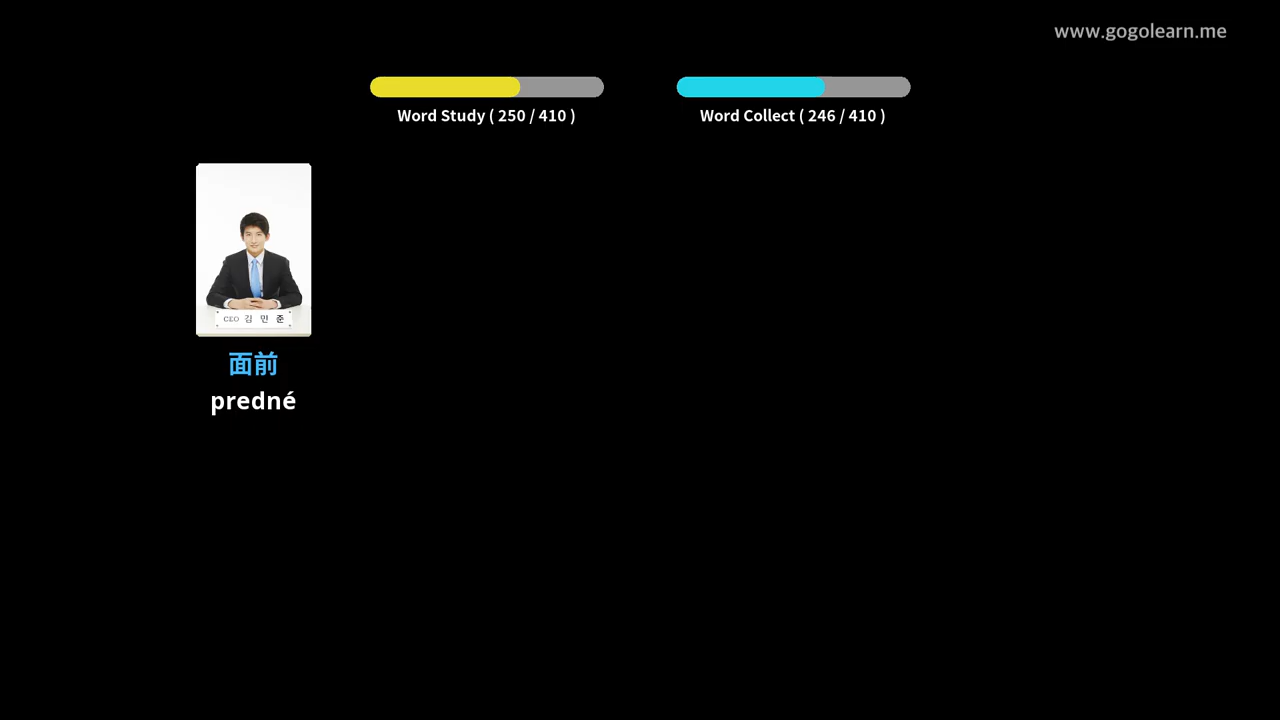 www.gogolearn.me
Word Study ( 250 / 410 )
Word Collect ( 246 / 410 )
CEO 김 민 준
面前
predné